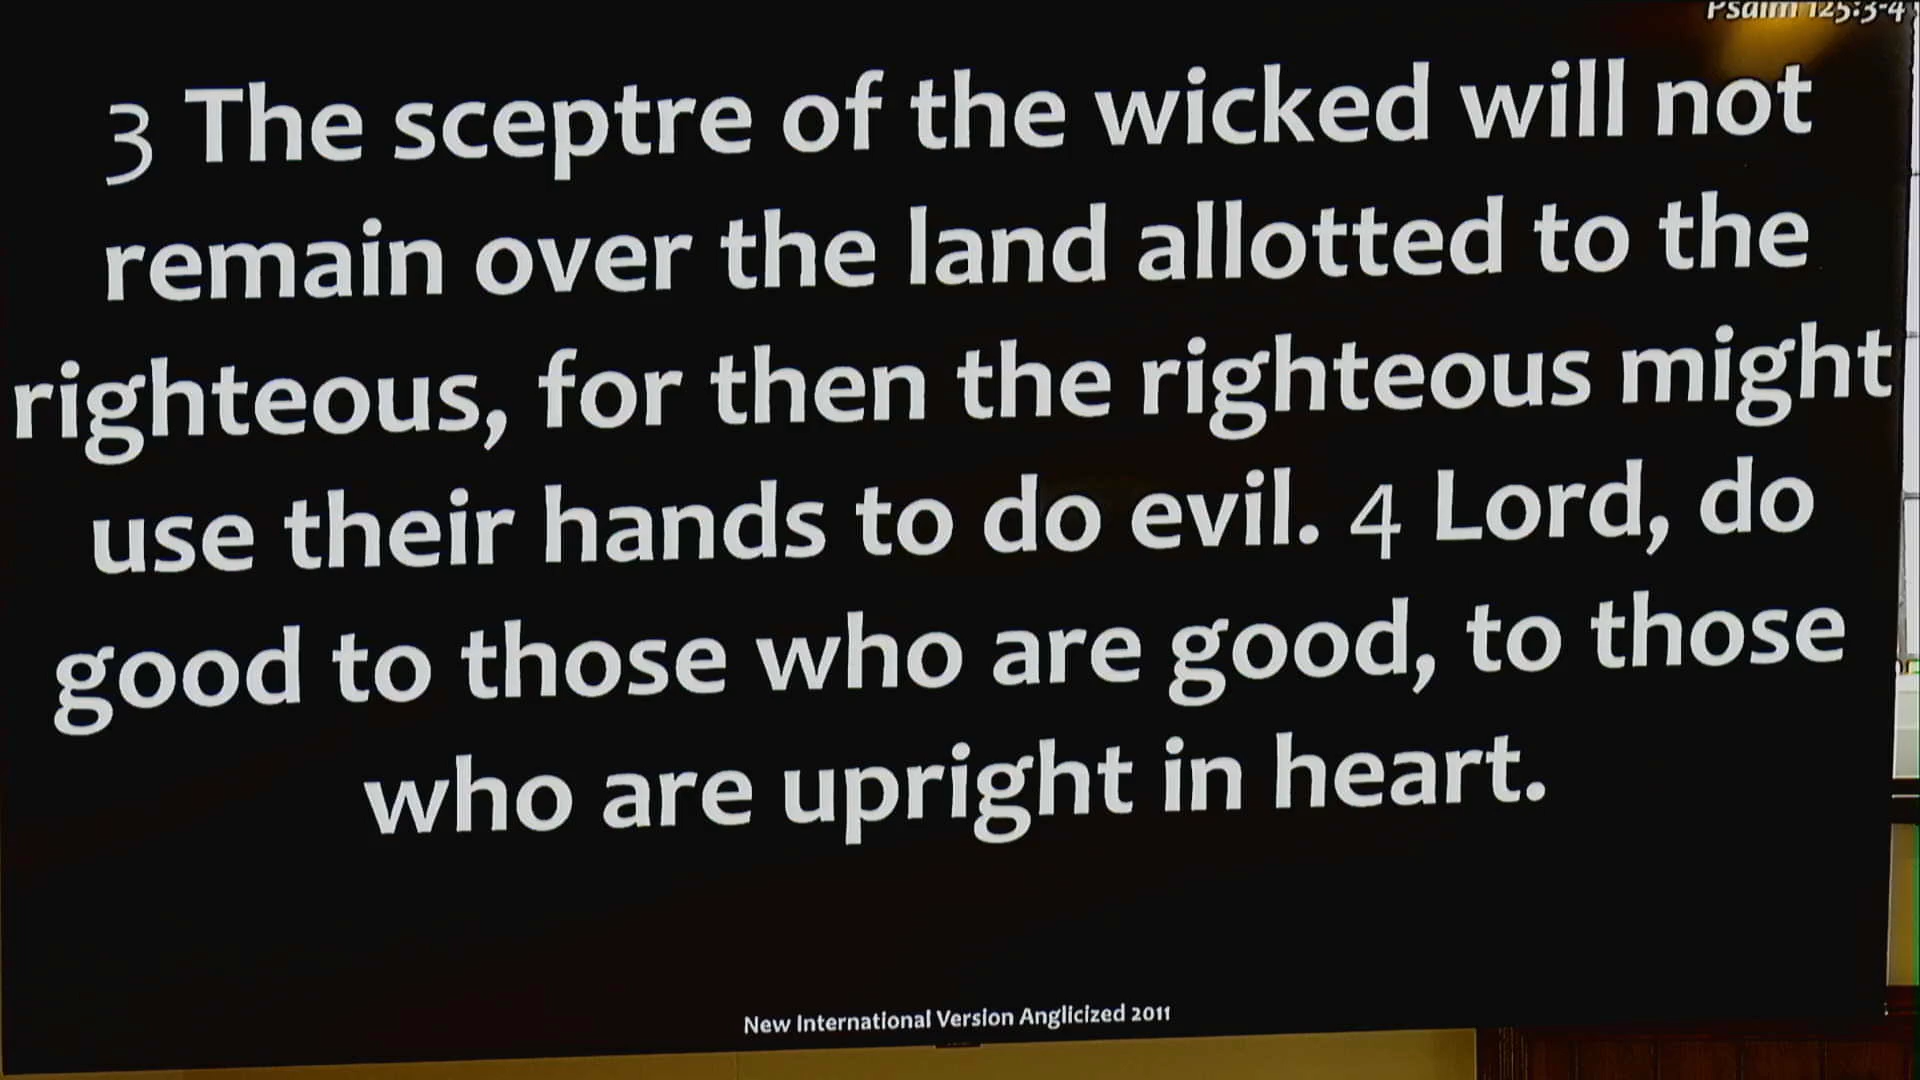 Psalm 125:3-4
3 The sceptre of the wicked will not
remain over the land allotted to the
righteous, for then the righteous might
use their hands to do evil. 4 Lord, do
good to those who are good, to those
who are upright in heart.
New International Version Anglicized 2011